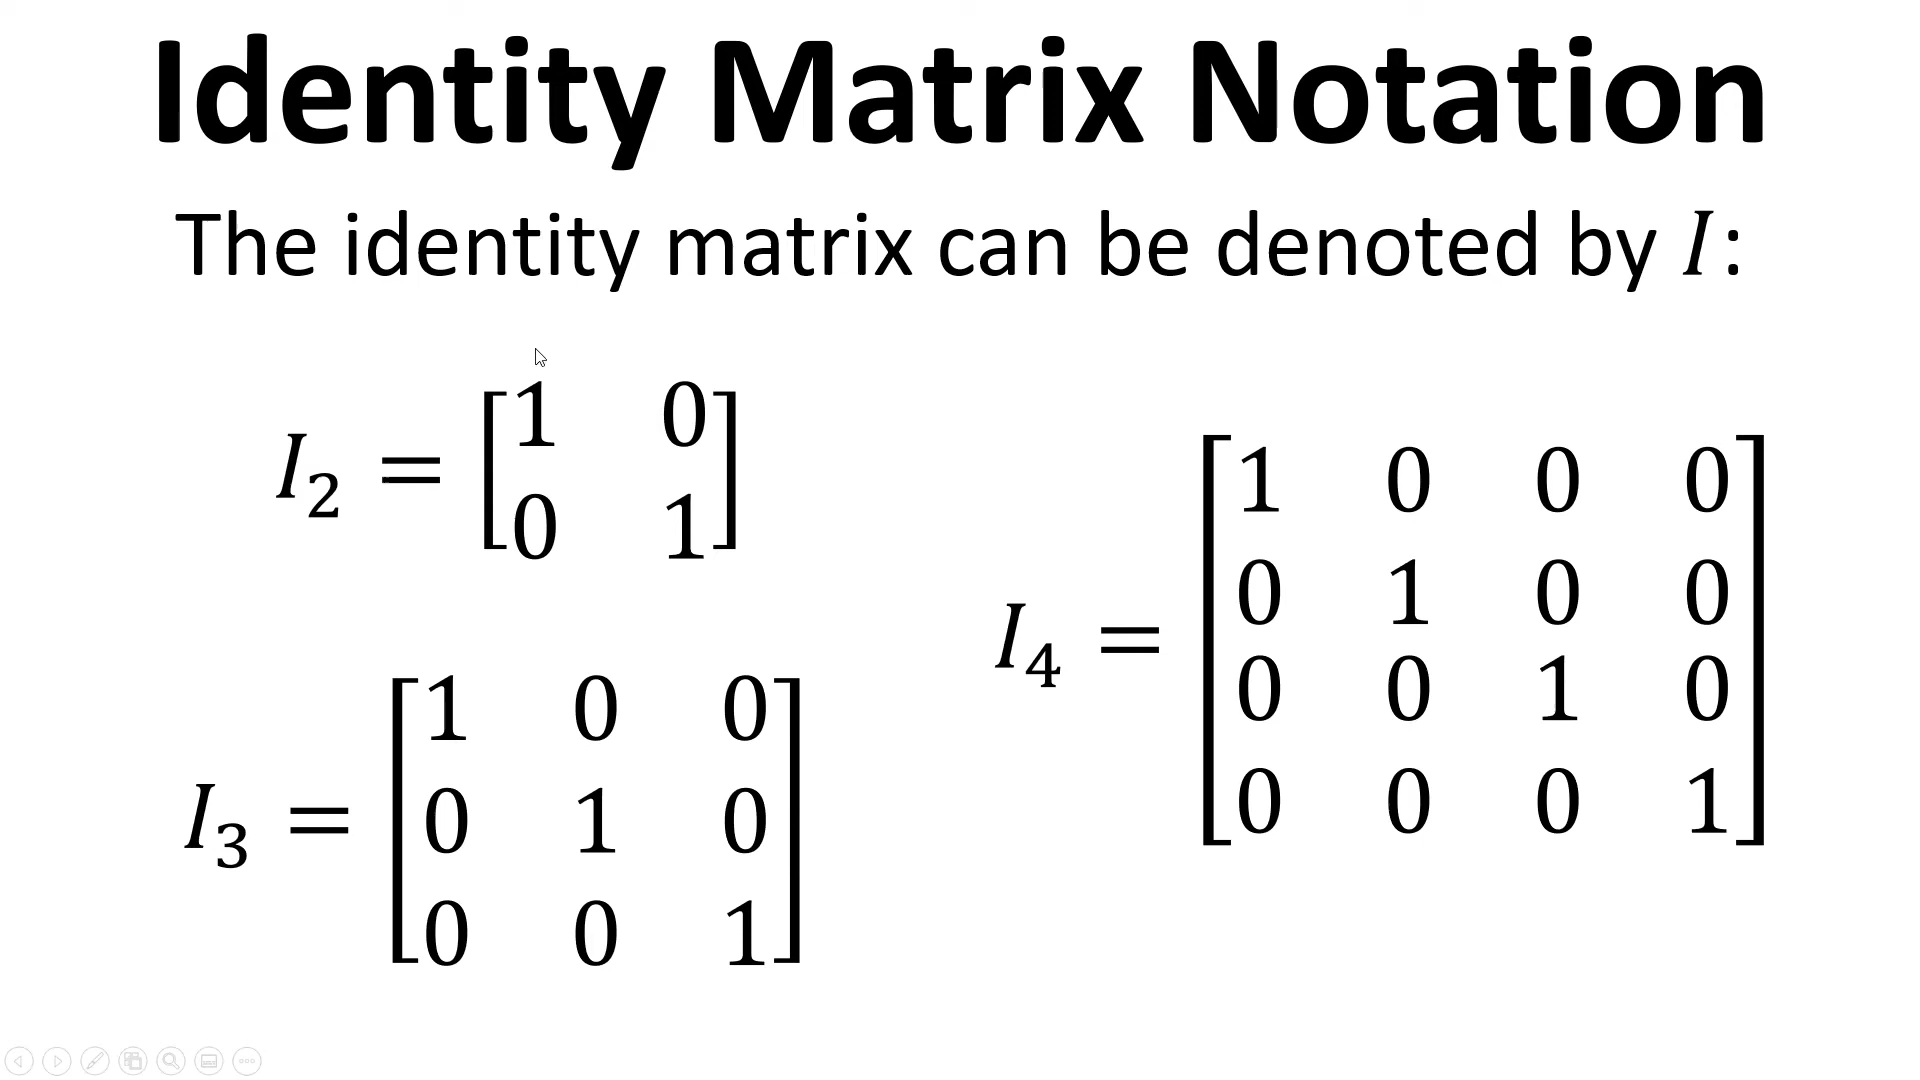 Identity Matrix Notation
The identity matrix can be denoted by I:
I₂ = [1 0
0 1]
I₃ = [1 0 0
0 1 0
0 0 1]
I₄ = [1 0 0 0
0 1 0 0
0 0 1 0
0 0 0 1]